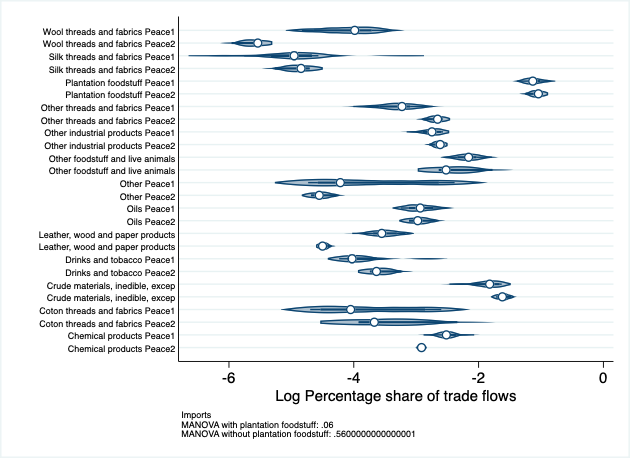 Wool threads and fabrics Peace1
Wool threads and fabrics Peace2
Silk threads and fabrics Peace1
Silk threads and fabrics Peace2
Plantation foodstuff Peace1
Plantation foodstuff Peace2
Other threads and fabrics Peace1
Other threads and fabrics Peace2
Other industrial products Peace1
Other industrial products Peace2
Other foodstuff and live animals
Other foodstuff and live animals
Other Peace1
Other Peace2
Oils Peace1
Oils Peace2
Leather, wood and paper products
Leather, wood and paper products
Drinks and tobacco Peace1
Drinks and tobacco Peace2
Crude materials, inedible, excep
Crude materials, inedible, excep
Coton threads and fabrics Peace1
Coton threads and fabrics Peace2
Chemical products Peace1
Chemical products Peace2
-6 -4 -2 0
Log Percentage share of trade flows
Imports
MANOVA with plantation foodstuff: .06
MANOVA without plantation foodstuff: .5600000000000001